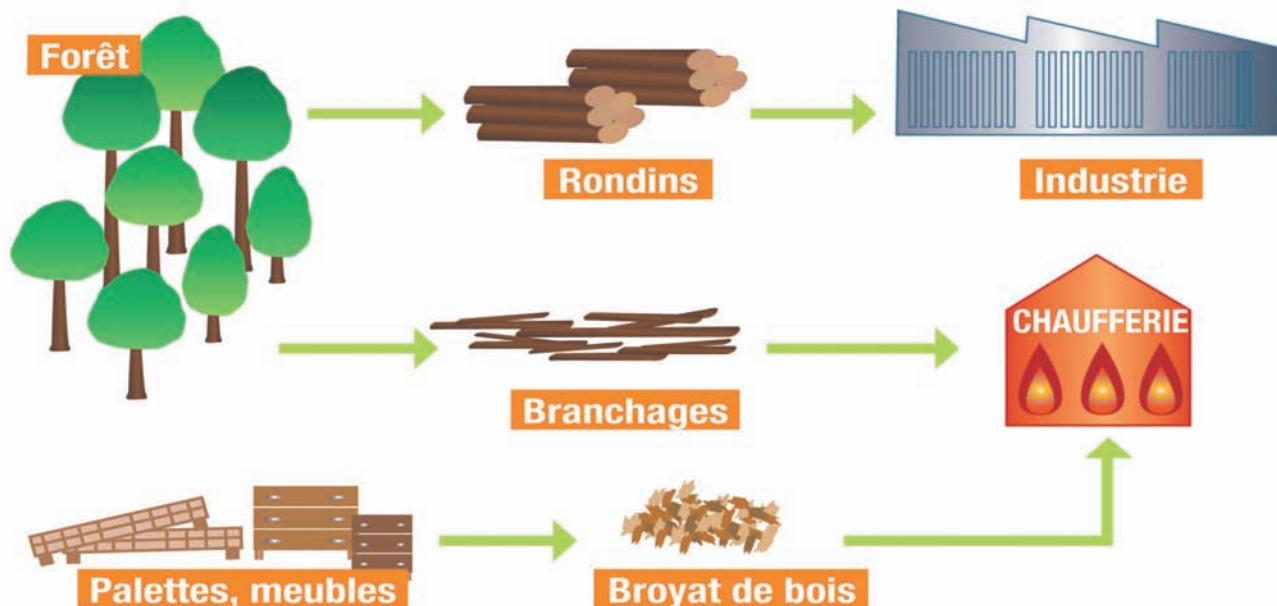 Forêt
Rondins
Industrie
CHAUFFERIE
Branchages
Palettes, meubles
Broyat de bois